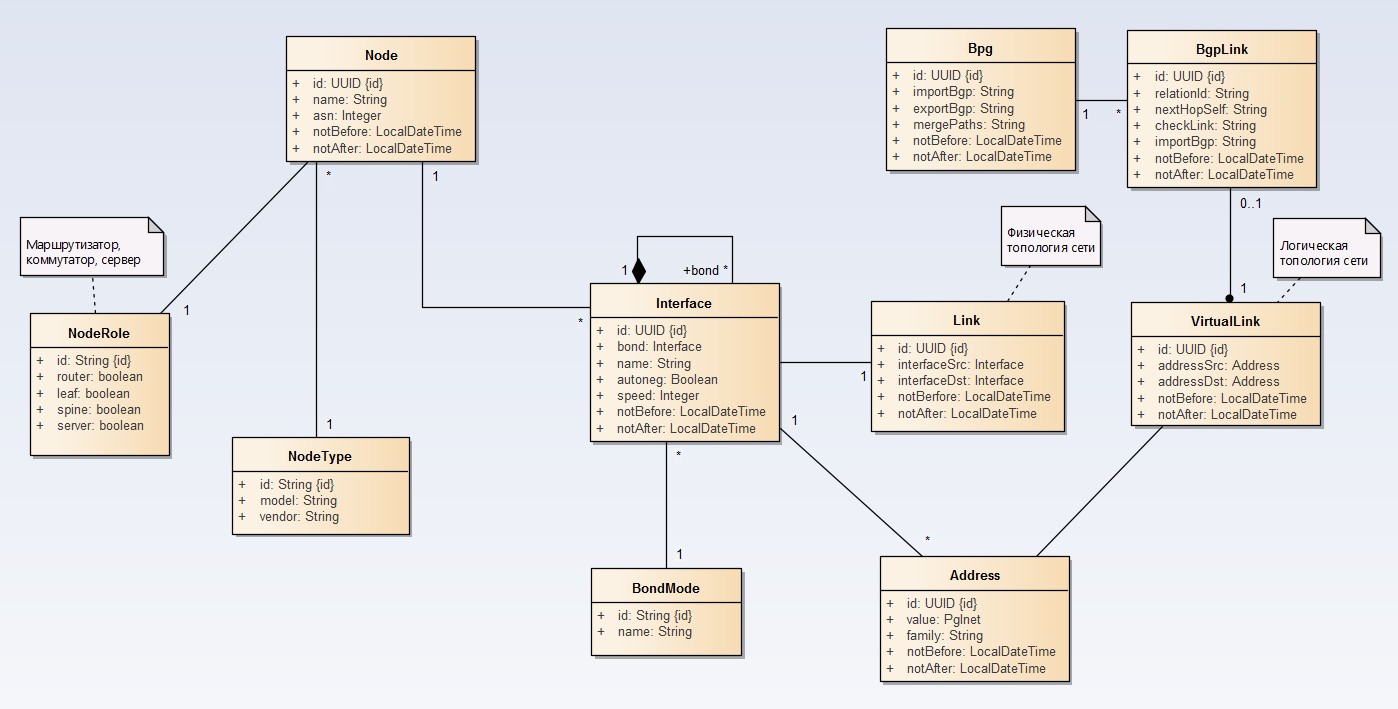 Node
+ id: UUID {id}
+ name: String
+ asn: Integer
+ notBefore: LocalDateTime
+ notAfter: LocalDateTime
*
1
Bpg
+ id: UUID {id}
+ importBgp: String
+ exportBgp: String
+ mergePaths: String
+ notBefore: LocalDateTime
+ notAfter: LocalDateTime
1
*
BgpLink
+ id: UUID {id}
+ relationId: String
+ nextHopSelf: String
+ checkLink: String
+ importBgp: String
+ notBefore: LocalDateTime
+ notAfter: LocalDateTime
0..1
1
Маршрутизатор,
коммутатор, сервер
1
NodeRole
+ id: String {id}
+ router: boolean
+ leaf: boolean
+ spine: boolean
+ server: boolean
1
NodeType
+ id: String {id}
+ model: String
+ vendor: String
1
+bond *
*
Interface
+ id: UUID {id}
+ bond: Interface
+ name: String
+ autoneg: Boolean
+ speed: Integer
+ notBefore: LocalDateTime
+ notAfter: LocalDateTime
Физическая
топология сети
1
Link
+ id: UUID {id}
+ interfaceSrc: Interface
+ interfaceDst: Interface
+ notBerfore: LocalDateTime
+ notAfter: LocalDateTime
Логическая
топология сети
VirtualLink
+ id: UUID {id}
+ addressSrc: Address
+ addressDst: Address
+ notBefore: LocalDateTime
+ notAfter: LocalDateTime
1
*
*
1
BondMode
+ id: String {id}
+ name: String
Address
+ id: UUID {id}
+ value: PgInet
+ family: String
+ notBefore: LocalDateTime
+ notAfter: LocalDateTime